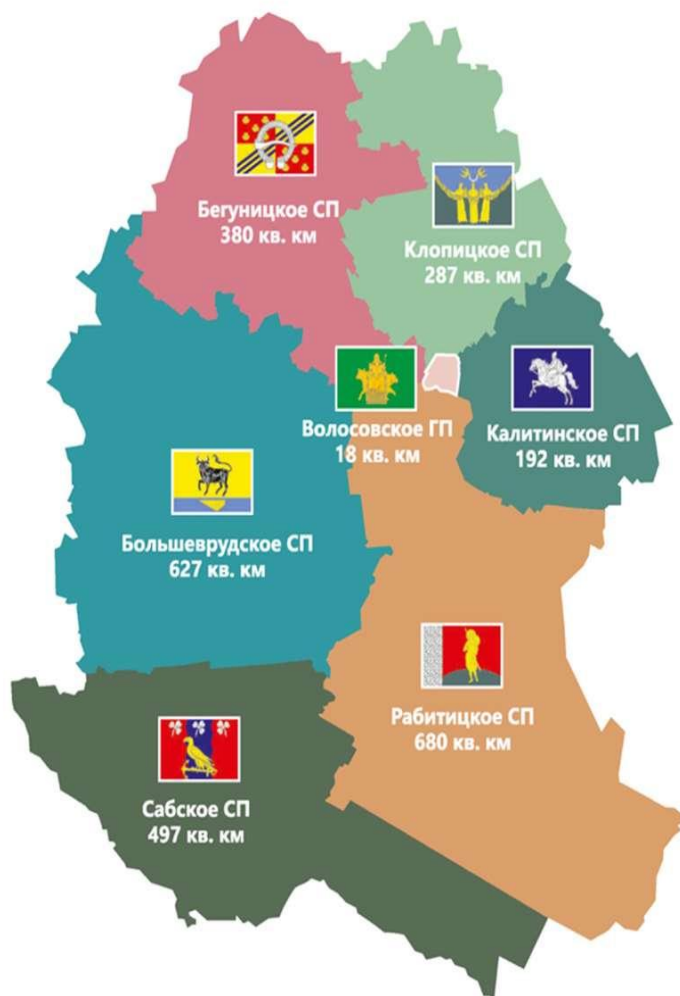 Бегуницкое СП
380 кв. км
Клопицкое СП
287 кв. км
Волосовское ГП
18 кв. км
Калитинское СП
192 кв. км
Большеврудское СП
627 кв. км
Рабитицкое СП
680 кв. км
Сабское СП
497 кв. км